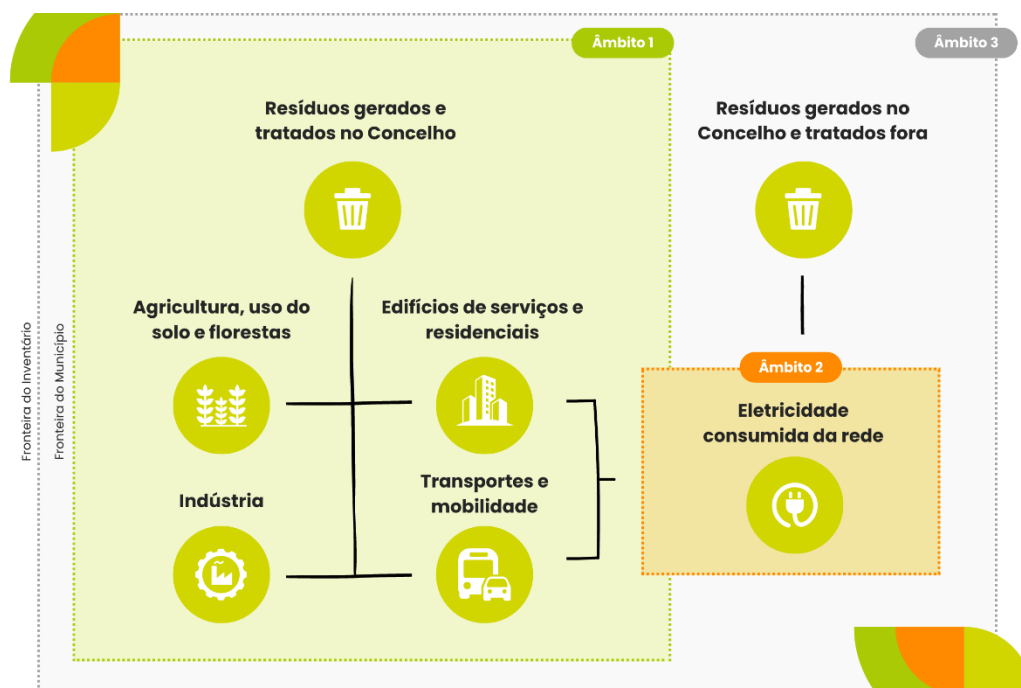 Âmbito 1
Âmbito 3
Resíduos gerados e
tratados no Concelho
Resíduos gerados no
Concelho e tratados fora
Agricultura, uso do
solo e florestas
Edifícios de serviços e
residenciais
Âmbito 2
Eletricidade
consumida da rede
Indústria
Transportes e
mobilidade
Fronteira do Inventário
Fronteira do Município